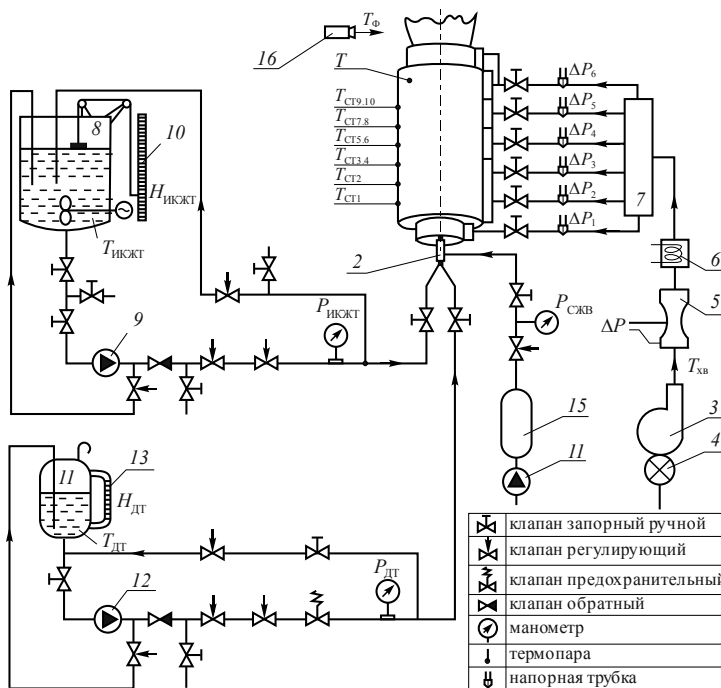 16
T_Ф
T
ΔP_6
ΔP_5
ΔP_4
ΔP_3
ΔP_2
ΔP_1
T_СТ9.10
T_СТ7.8
T_СТ5.6
T_СТ3.4
T_СТ2
T_СТ1
8
10
H_ИКЖТ
T_ИКЖТ
7
2
6
5
ΔP
T_хв
P_ИКЖТ
P_СЖВ
9
15
3
11
4
11
13
H_ДТ
T_ДТ
12
P_ДТ
клапан запорный ручной
клапан регулирующий
клапан предохранительный
клапан обратный
манометр
термопара
напорная трубка